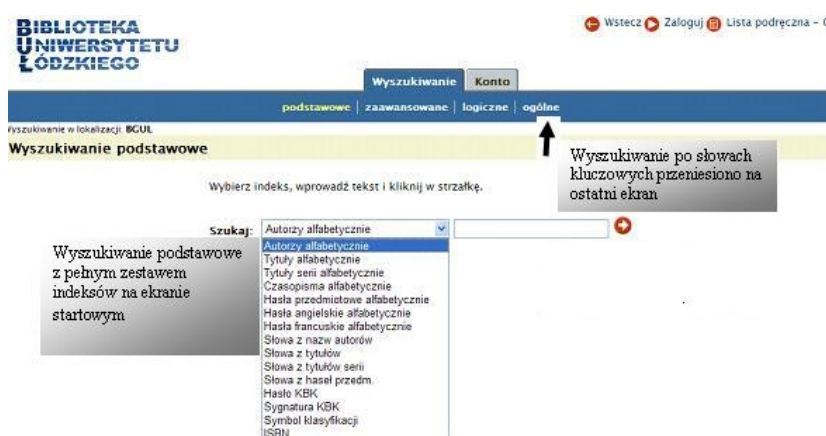 BIBLIOTEKA
UNIWERSYTETU
ŁÓDZKIEGO
Wstecz Zaloguj Lista podręczna -
Wyszukiwanie Konto
podstawowe | zaawansowane | logiczne | ogólne
Wyszukiwanie w lokalizacji: BGUL
Wyszukiwanie podstawowe
Wyszukiwanie po słowach
kluczowych przeniesiono na
ostatni ekran
Wybierz indeks, wprowadź tekst i kliknij w strzałkę.
Szukaj: Autorzy alfabetycznie
Wyszukiwanie podstawowe
z pełnym zestawem
indeksów na ekranie
startowym
Autorzy alfabetycznie
Tytuły alfabetycznie
Tytuły serii alfabetycznie
Czasopisma alfabetycznie
Hasła przedmiotowe alfabetycznie
Hasła angielskie alfabetycznie
Hasła francuskie alfabetycznie
Słowa z nazw autorów
Słowa z tytułów
Słowa z tytułów serii
Słowa z haseł przedm.
Hasło KBK
Sygnatura KBK
Symbol klasyfikacji
ISBN